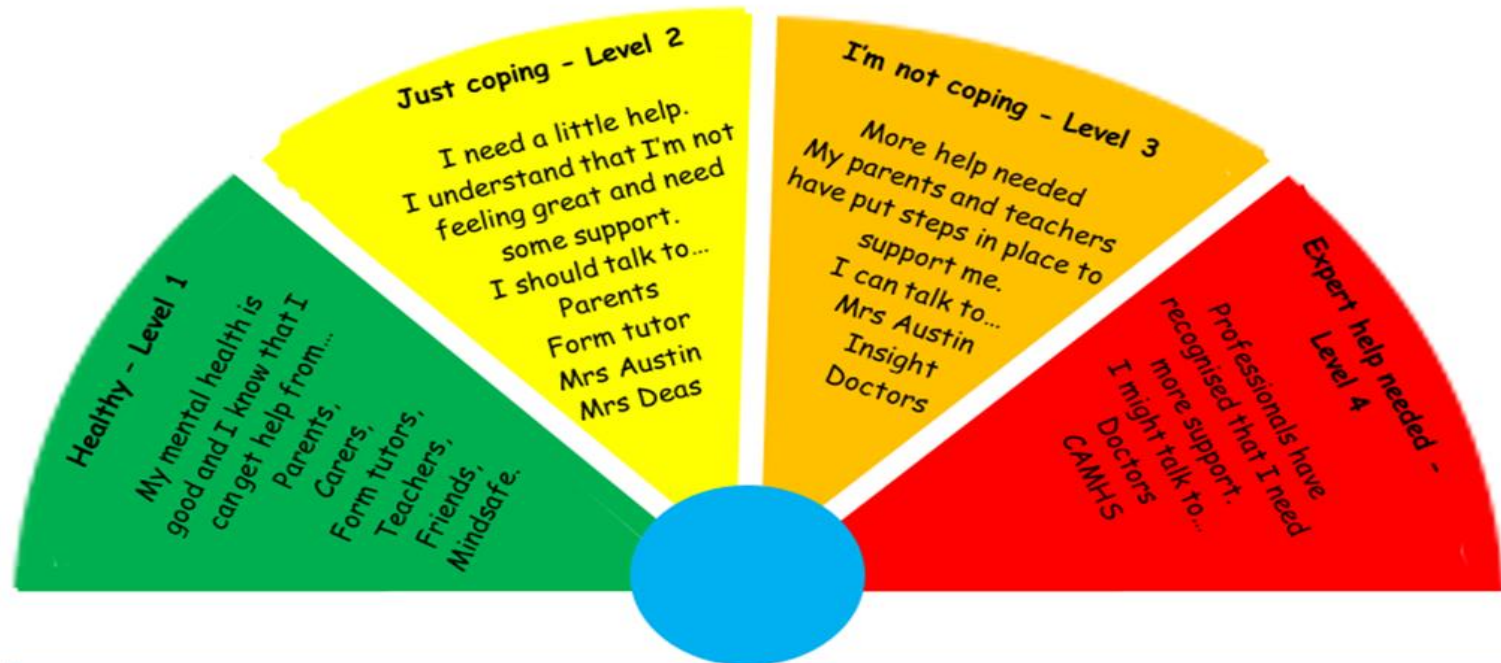 Healthy - Level 1
My mental health is
good and I know that I
can get help from...
Parents,
Carers,
Form tutors,
Teachers,
Friends,
Mindsafe.
Just coping - Level 2
I need a little help.
I understand that I'm not
feeling great and need
some support.
I should talk to...
Parents
Form tutor
Mrs Austin
Mrs Deas
I'm not coping - Level 3
More help needed
My parents and teachers
have put steps in place to
support me.
I can talk to...
Mrs Austin
Insight
Doctors
Expert help needed -
Level 4
Professionals have
recognised that I need
more support.
I might talk to...
Doctors
CAMHS